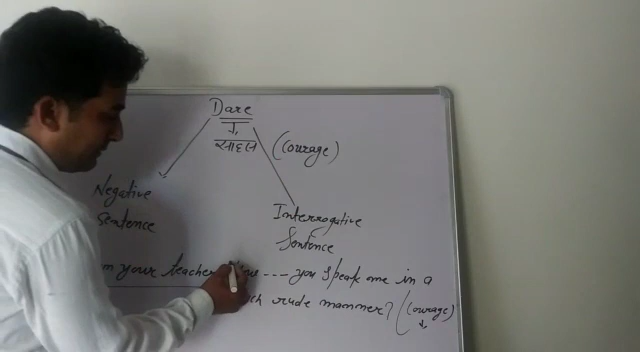 Dare
साहस
(Courage)
Negative
Sentence
Interrogative
Sentence
your teacher ---- you speak me in a
rude manner? (Courage)